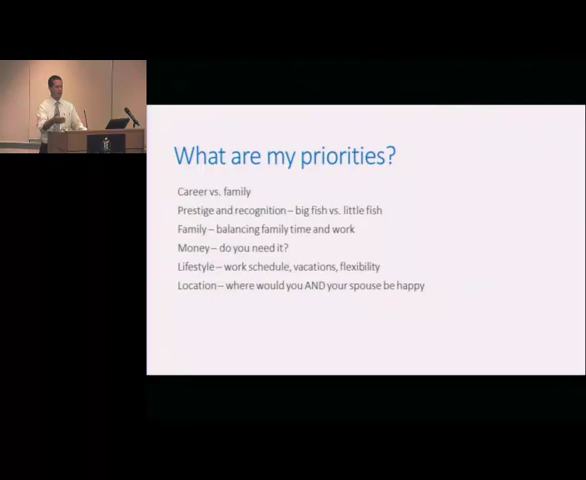 What are my priorities?
Career vs. family
Prestige and recognition – big fish vs. little fish
Family – balancing family time and work
Money – do you need it?
Lifestyle – work schedule, vacations, flexibility
Location – where would you AND your spouse be happy